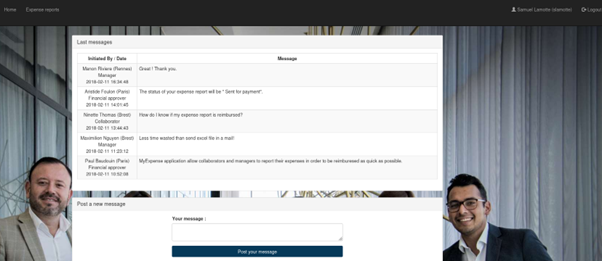 Home Expense reports Samuel Lamotte (slamotte) Logout
Last messages
Initiated By : Date Message
Manon Riviere (Rennes) Great ! Thank you.
Manager
2018-02-11 16:34:48
Aristide Foulon (Paris) The status of your expense report will be " Sent for payment".
Financial approver
2018-02-11 14:01:45
Ninette Thomas (Brest) How do I know if my expense report is reimbursed?
Collaborator
2018-02-11 13:44:43
Maximilien Nguyen (Brest) Less time wasted than send excel file in a mail!
Manager
2018-02-11 11:23:12
Paul Baudouin (Paris) MyExpense application allow collaborators and managers to report their expenses in order to be reimbursed as quick as possible.
Financial approver
2018-02-11 10:52:08
Post a new message
Your message :
Post your message